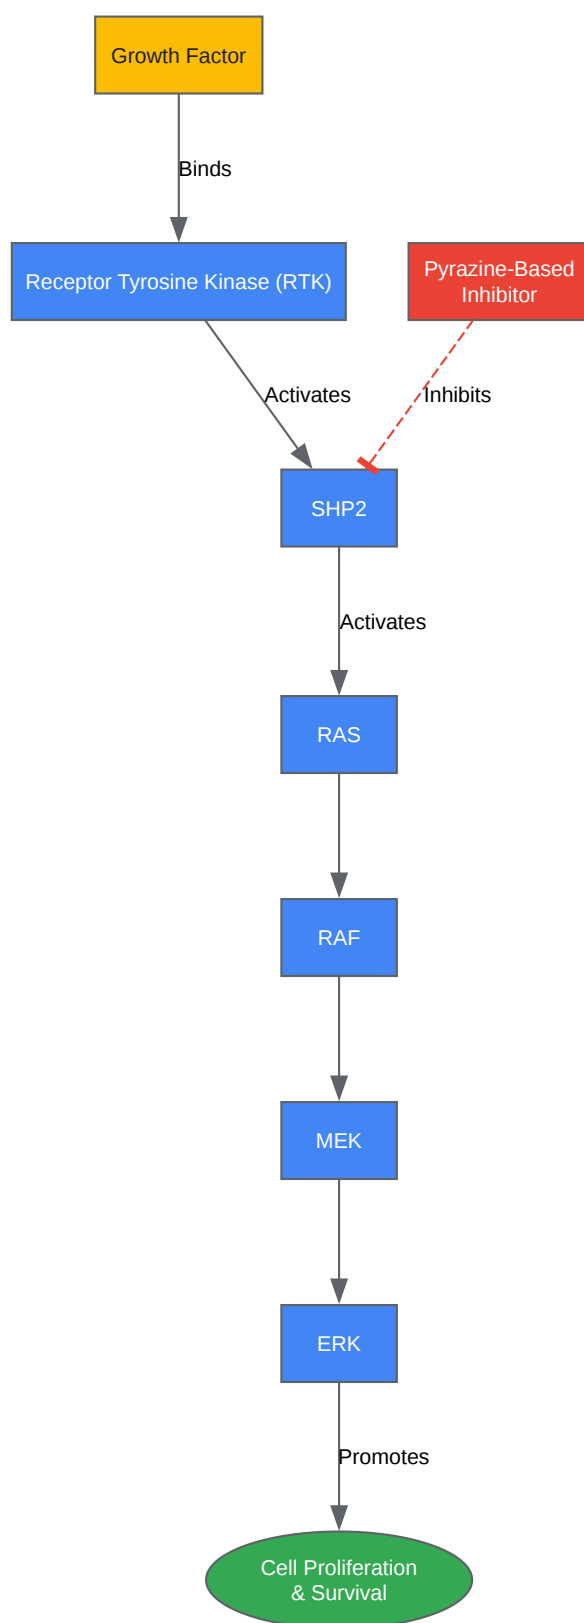 Growth Factor
Binds
Receptor Tyrosine Kinase (RTK)
Pyrazine-Based
Inhibitor
Activates
Inhibits
SHP2
Activates
RAS
RAF
MEK
ERK
Promotes
Cell Proliferation
& Survival